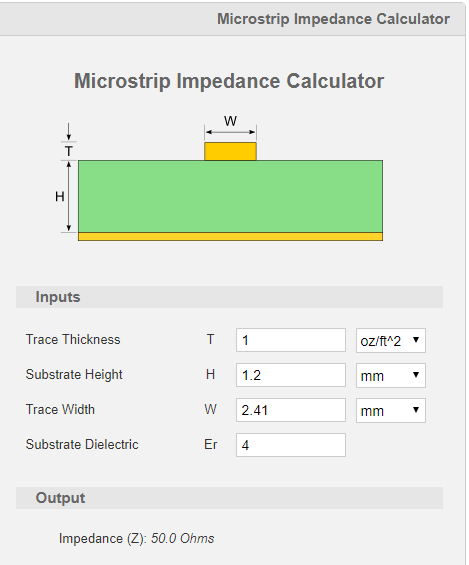 Microstrip Impedance Calculator
Microstrip Impedance Calculator
W
T
H
Inputs
Trace Thickness T 1 oz/ft^2
Substrate Height H 1.2 mm
Trace Width W 2.41 mm
Substrate Dielectric Er 4
Output
Impedance (Z): 50.0 Ohms